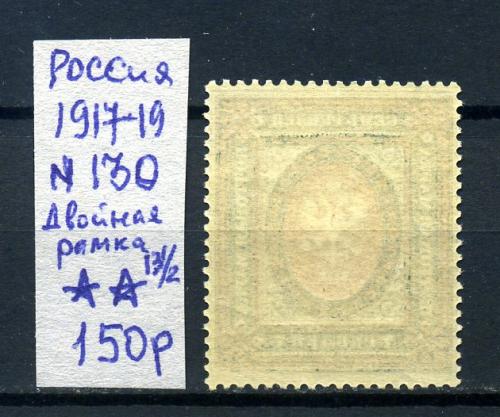 Россия
1917-19
N 130
Двойная
рамка
13½
☆☆
150р